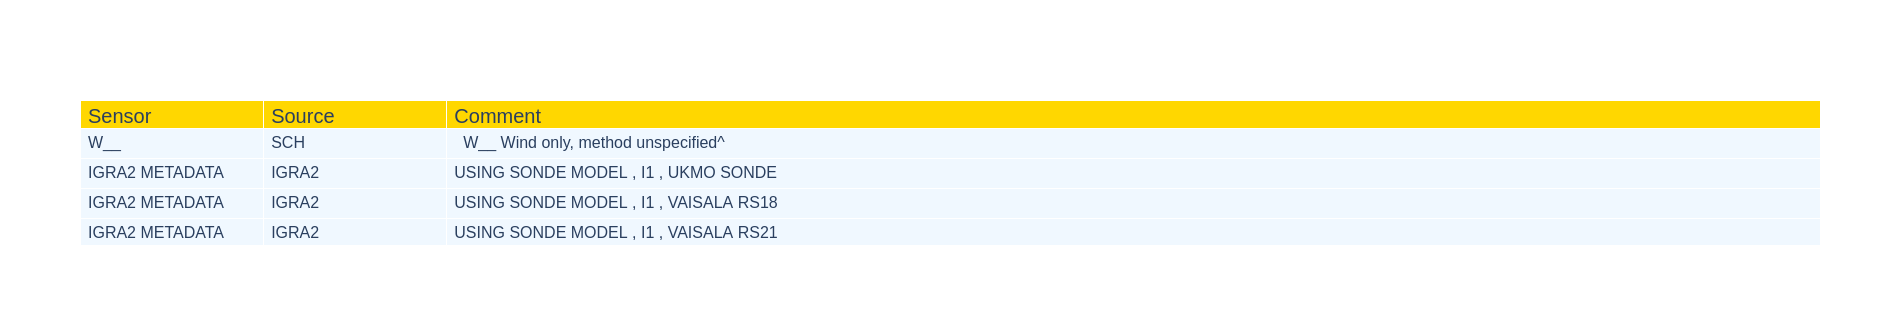 Sensor Source Comment
W__ SCH W__ Wind only, method unspecified^
IGRA2 METADATA IGRA2 USING SONDE MODEL , I1 , UKMO SONDE
IGRA2 METADATA IGRA2 USING SONDE MODEL , I1 , VAISALA RS18
IGRA2 METADATA IGRA2 USING SONDE MODEL , I1 , VAISALA RS21